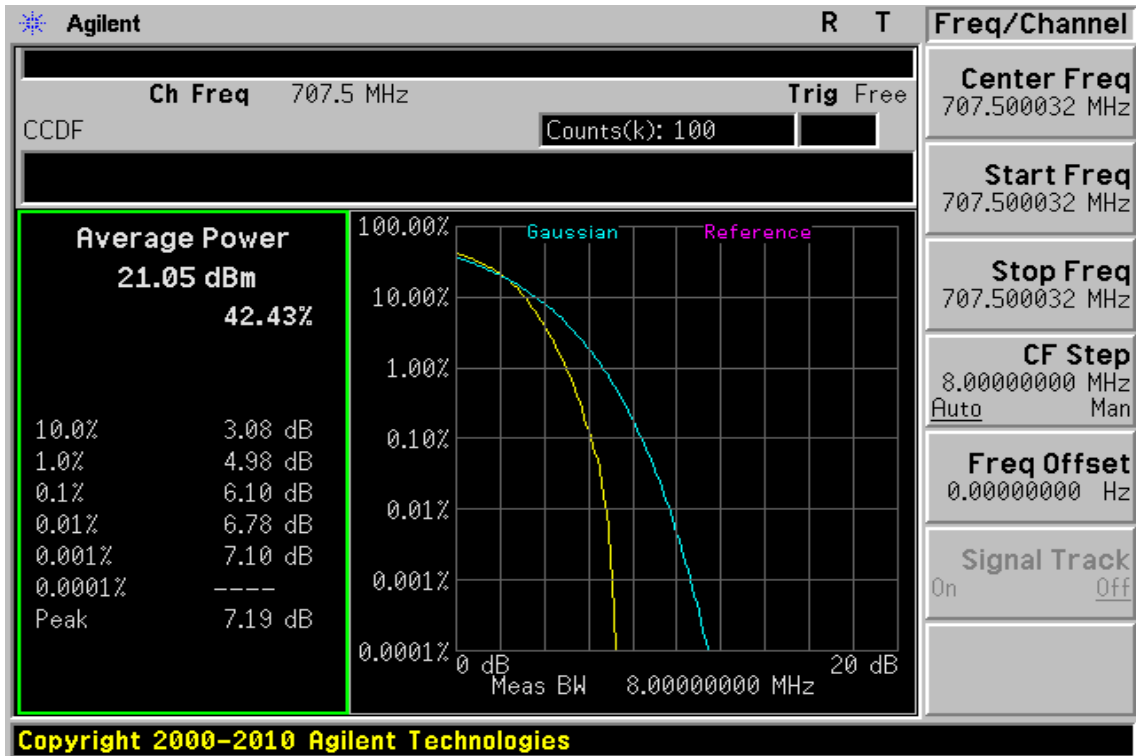 Agilent R T
Ch Freq 707.5 MHz Trig Free
CCDF Counts(k): 100
Average Power
21.05 dBm
42.43%
10.0% 3.08 dB
1.0% 4.98 dB
0.1% 6.10 dB
0.01% 6.78 dB
0.001% 7.10 dB
0.0001% ----
Peak 7.19 dB
Gaussian Reference
100.00%
10.00%
1.00%
0.10%
0.01%
0.001%
0.0001%
0 dB 20 dB
Meas BW 8.00000000 MHz
Freq/Channel
Center Freq
707.500032 MHz
Start Freq
707.500032 MHz
Stop Freq
707.500032 MHz
CF Step
8.00000000 MHz
Auto Man
Freq Offset
0.00000000 Hz
Signal Track
On Off
Copyright 2000-2010 Agilent Technologies